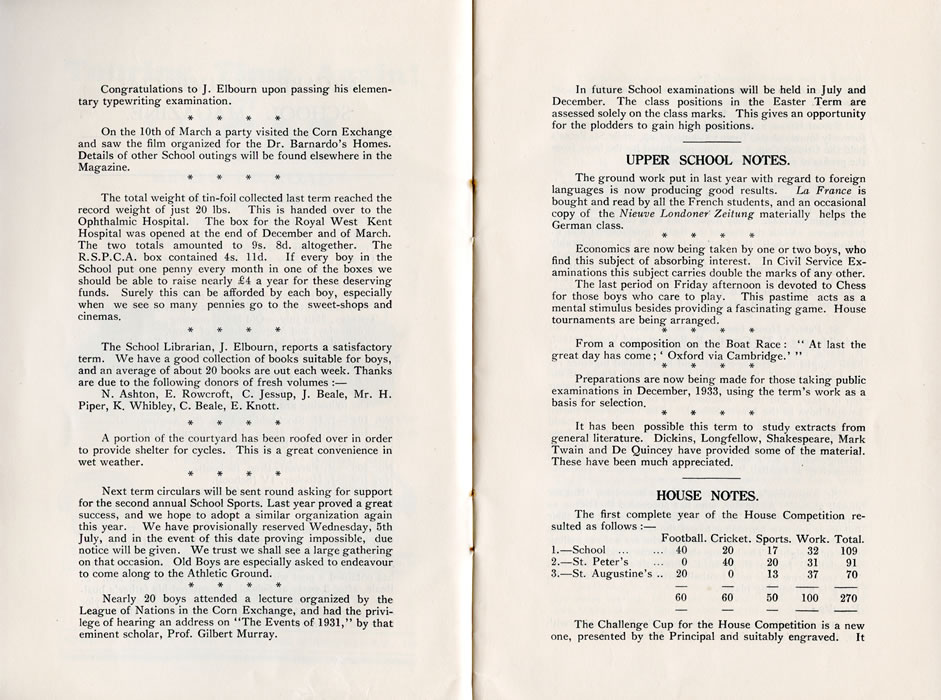 Congratulations to J. Elbourn upon passing his elemen-
tary typewriting examination.
* * * *
On the 10th of March a party visited the Corn Exchange
and saw the film organized for the Dr. Barnardo's Homes.
Details of other School outings will be found elsewhere in the
Magazine.
* * * *
The total weight of tin-foil collected last term reached the
record weight of just 20 lbs. This is handed over to the
Ophthalmic Hospital. The box for the Royal West Kent
Hospital was opened at the end of December and of March.
The two totals amounted to 9s. 8d. altogether. The
R.S.P.C.A. box contained 4s. 11d. If every boy in the
School put one penny every month in one of the boxes we
should be able to raise nearly £4 a year for these deserving
funds. Surely this can be afforded by each boy, especially
when we see so many pennies go to the sweet-shops and
cinemas.
* * * *
The School Librarian, J. Elbourn, reports a satisfactory
term. We have a good collection of books suitable for boys,
and an average of about 20 books are out each week. Thanks
are due to the following donors of fresh volumes :—
N. Ashton, E. Rowcroft, C. Jessup, J. Beale, Mr. H.
Piper, K. Whibley, C. Beale, E. Knott.
* * * *
A portion of the courtyard has been roofed over in order
to provide shelter for cycles. This is a great convenience in
wet weather.
* * * *
Next term circulars will be sent round asking for support
for the second annual School Sports. Last year proved a great
success, and we hope to adopt a similar organization again
this year. We have provisionally reserved Wednesday, 5th
July, and in the event of this date proving impossible, due
notice will be given. We trust we shall see a large gathering
on that occasion. Old Boys are especially asked to endeavour
to come along to the Athletic Ground.
* * * *
Nearly 20 boys attended a lecture organized by the
League of Nations in the Corn Exchange, and had the privi-
lege of hearing an address on "The Events of 1931," by that
eminent scholar, Prof. Gilbert Murray.
In future School examinations will be held in July and
December. The class positions in the Easter Term are
assessed solely on the class marks. This gives an opportunity
for the plodders to gain high positions.
UPPER SCHOOL NOTES.
The ground work put in last year with regard to foreign
languages is now producing good results. La France is
bought and read by all the French students, and an occasional
copy of the Nieuve Londoner Zeitung materially helps the
German class.
* * * *
Economics are now being taken by one or two boys, who
find this subject of absorbing interest. In Civil Service Ex-
aminations this subject carries double the marks of any other.
The last period on Friday afternoon is devoted to Chess
for those boys who care to play. This pastime acts as a
mental stimulus besides providing a fascinating game. House
tournaments are being arranged.
* * * *
From a composition on the Boat Race : " At last the
great day has come ; ' Oxford via Cambridge.' "
* * * *
Preparations are now being made for those taking public
examinations in December, 1933, using the term's work as a
basis for selection.
* * * *
It has been possible this term to study extracts from
general literature. Dickins, Longfellow, Shakespeare, Mark
Twain and De Quincey have provided some of the material.
These have been much appreciated.
HOUSE NOTES.
The first complete year of the House Competition re-
sulted as follows :—
Football. Cricket. Sports. Work. Total.
1.—School ... ... 40 20 17 32 109
2.—St. Peter's ... 0 40 20 31 91
3.—St. Augustine's .. 20 0 13 37 70
60 60 50 100 270
The Challenge Cup for the House Competition is a new
one, presented by the Principal and suitably engraved. It